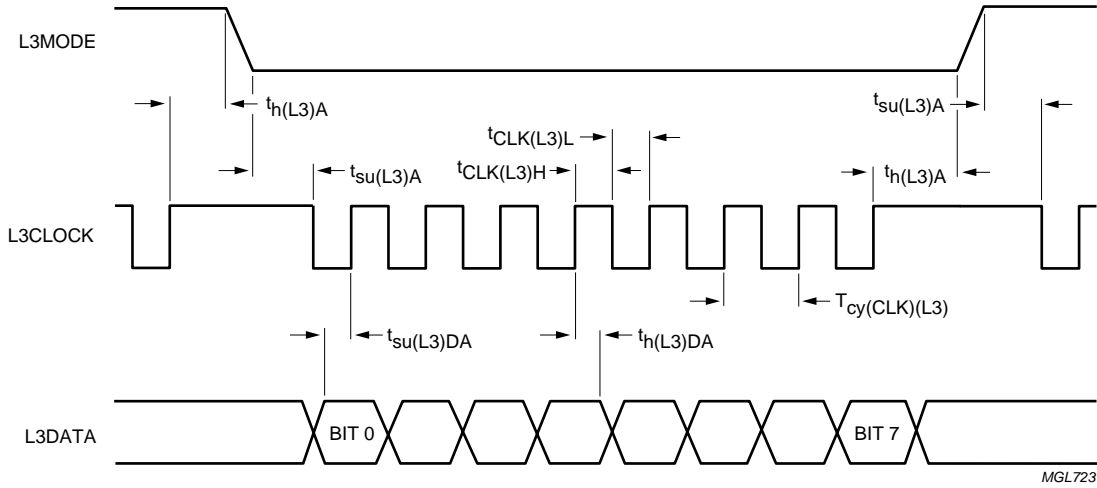 L3MODE
th(L3)A
tsu(L3)A
tCLK(L3)L
tsu(L3)A
tCLK(L3)H
th(L3)A
L3CLOCK
Tcy(CLK)(L3)
tsu(L3)DA
th(L3)DA
L3DATA
BIT 0
BIT 7
MGL723